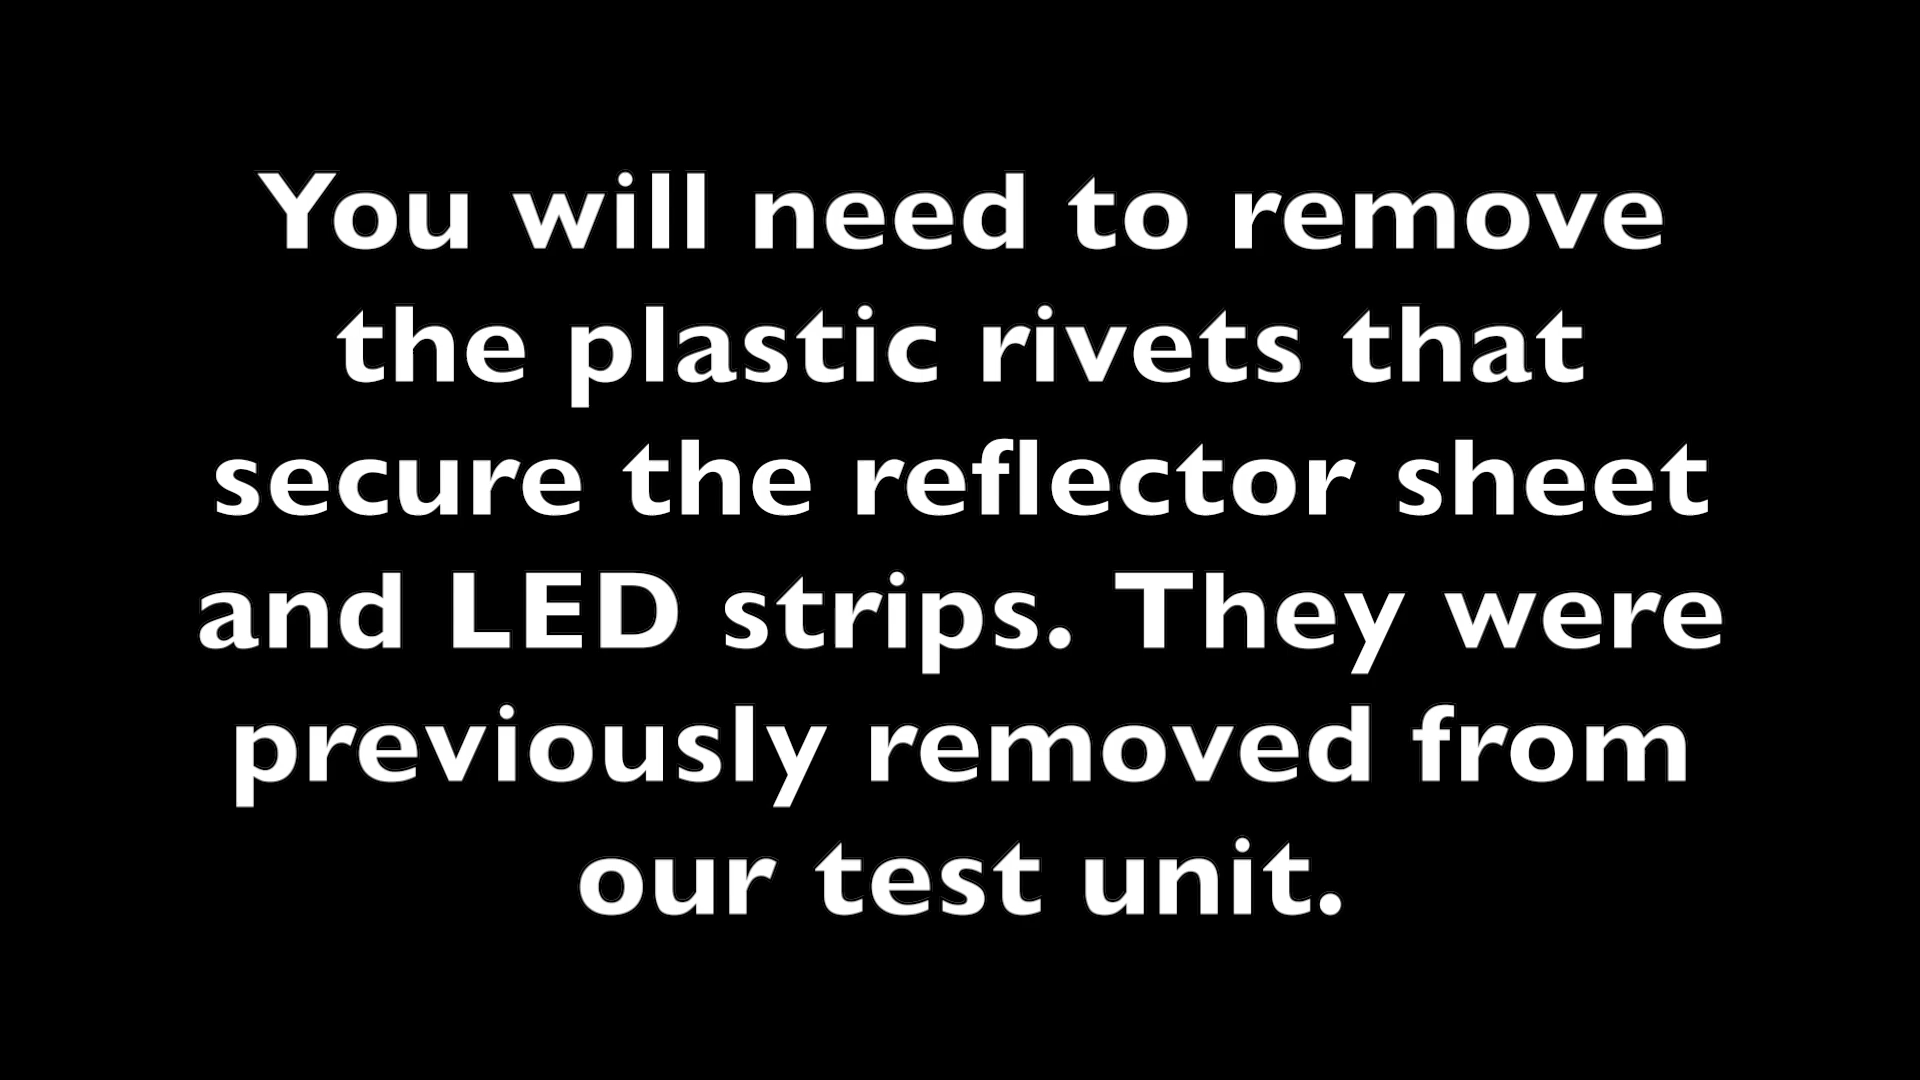 You will need to remove
the plastic rivets that
secure the reflector sheet
and LED strips. They were
previously removed from
our test unit.